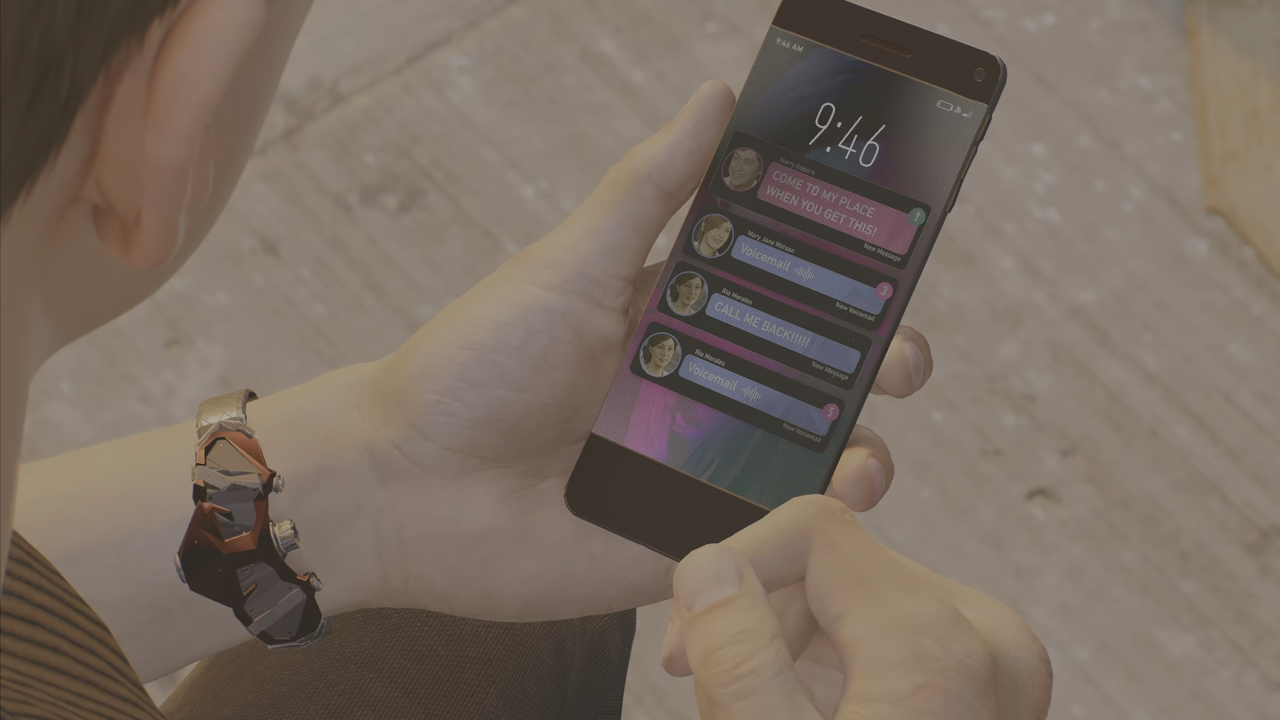 9:46 AM
9:46
Harry Osborn
COME TO MY PLACE
WHEN YOU GET THIS!
New Message
Mary Jane Watson
Voicemail
3
New Voicemail
Rio Morales
CALL ME BACK!!!!!
New Message
Rio Morales
Voicemail
5
New Voicemail